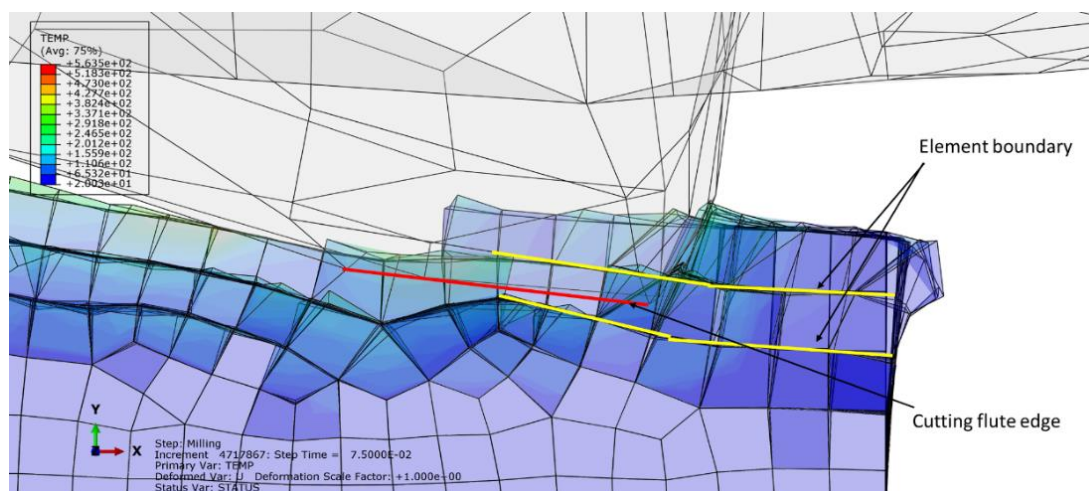 TEMP
(Avg: 75%)
+5.635e+02
+5.183e+02
+4.730e+02
+4.277e+02
+3.824e+02
+3.371e+02
+2.918e+02
+2.465e+02
+2.012e+02
+1.559e+02
+1.106e+02
+6.532e+01
+2.003e+01
Element boundary
Cutting flute edge
Y
X
Step: Milling
Increment 4717867: Step Time = 7.5000E-02
Primary Var: TEMP
Deformed Var: U Deformation Scale Factor: +1.000e+00
Status Var: STATUS